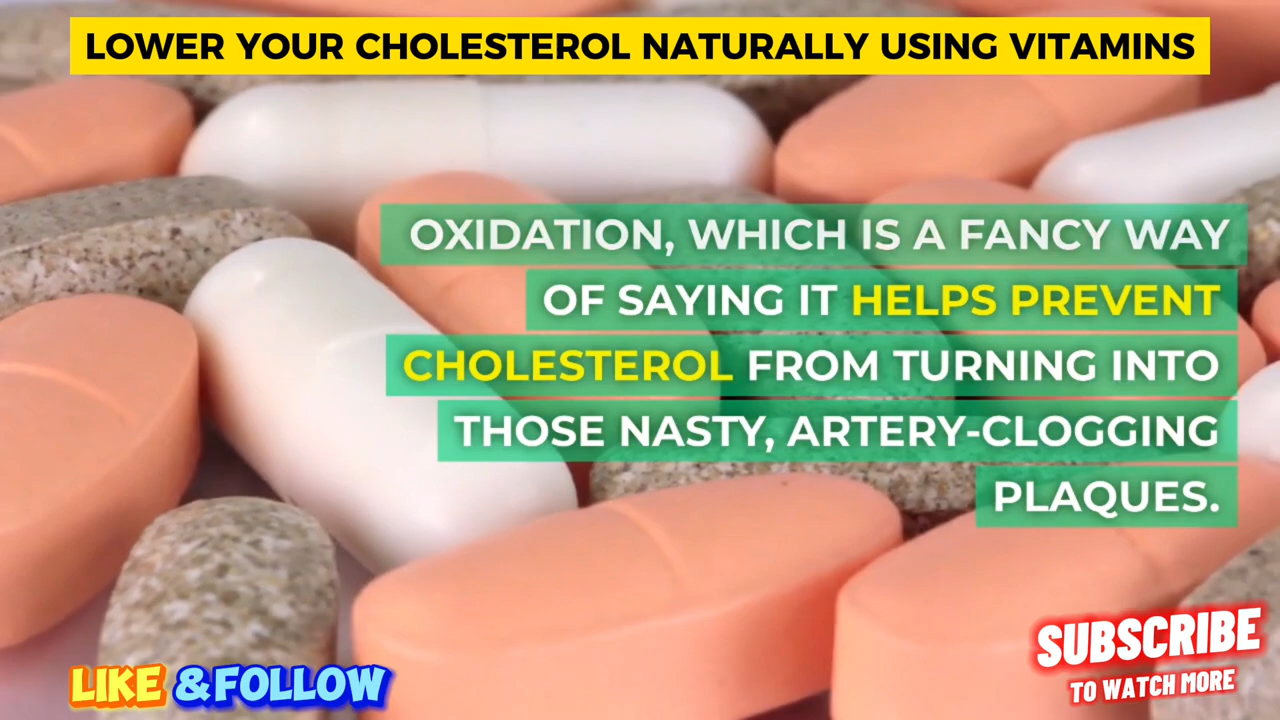 LOWER YOUR CHOLESTEROL NATURALLY USING VITAMINS
OXIDATION, WHICH IS A FANCY WAY
OF SAYING IT HELPS PREVENT
CHOLESTEROL FROM TURNING INTO
THOSE NASTY, ARTERY-CLOGGING
PLAQUES.
LIKE & FOLLOW
SUBSCRIBE
TO WATCH MORE